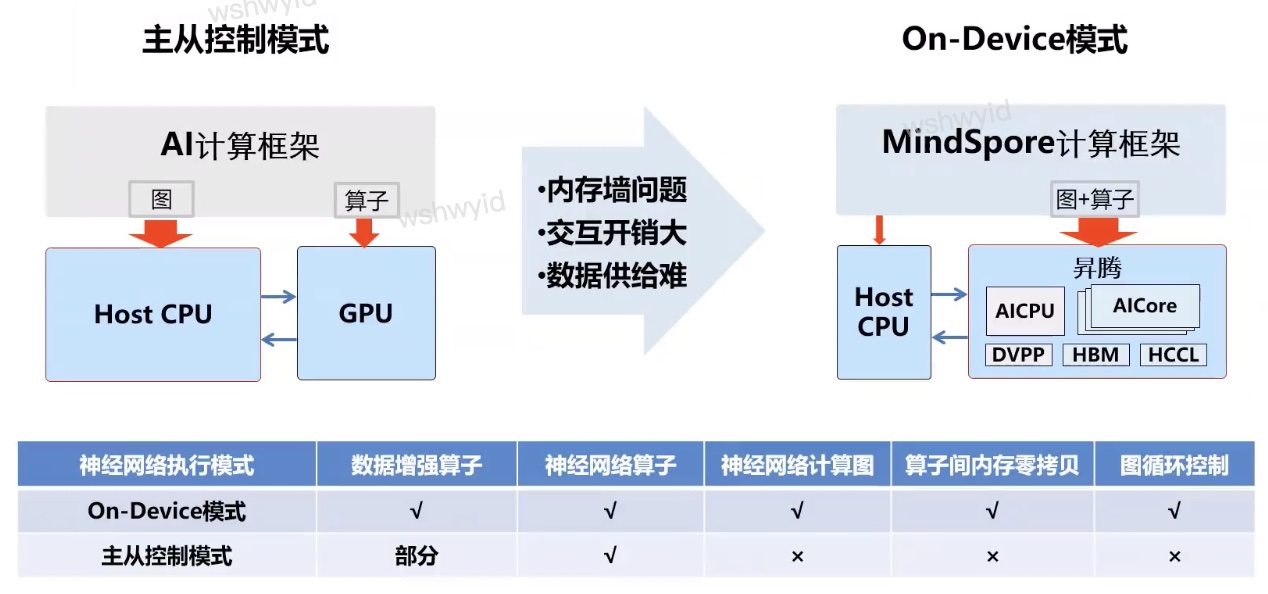 wshwyid
主从控制模式
On-Device模式
AI计算框架
图
算子
wshwyid
Host CPU
GPU
•内存墙问题
•交互开销大
•数据供给难
wshwyid
MindSpore计算框架
图+算子
Host
CPU
昇腾
AICPU
AICore
DVPP
HBM
HCCL
神经网络执行模式 数据增强算子 神经网络算子 神经网络计算图 算子间内存零拷贝 图循环控制
On-Device模式 √ √ √ √ √
主从控制模式 部分 √ × × ×